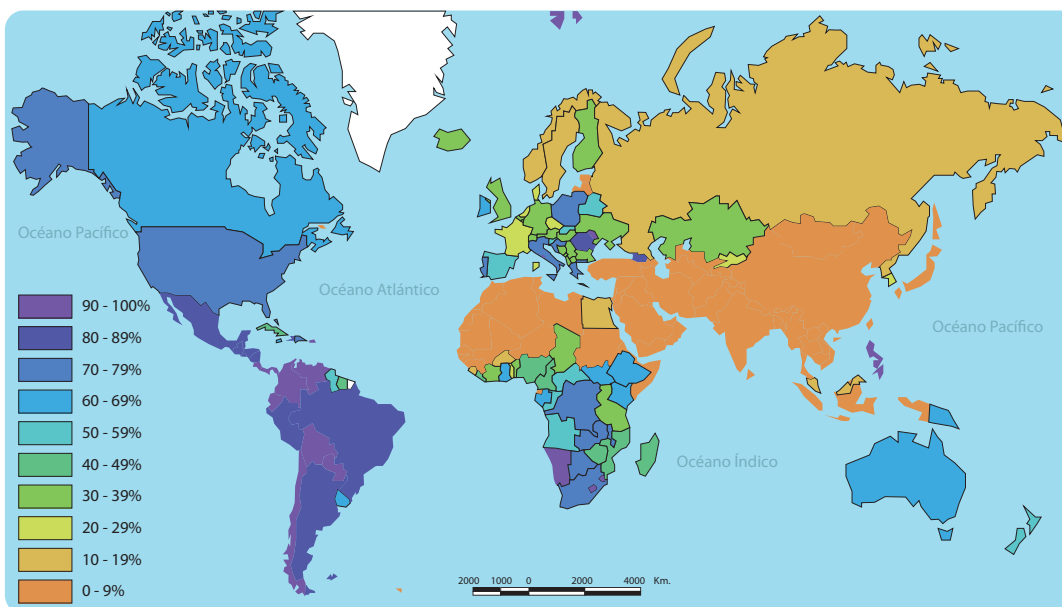 Océano Pacífico
Océano Atlántico
Océano Pacífico
Océano Índico
90 - 100%
80 - 89%
70 - 79%
60 - 69%
50 - 59%
40 - 49%
30 - 39%
20 - 29%
10 - 19%
0 - 9%
2000 1000 0 2000 4000 Km.